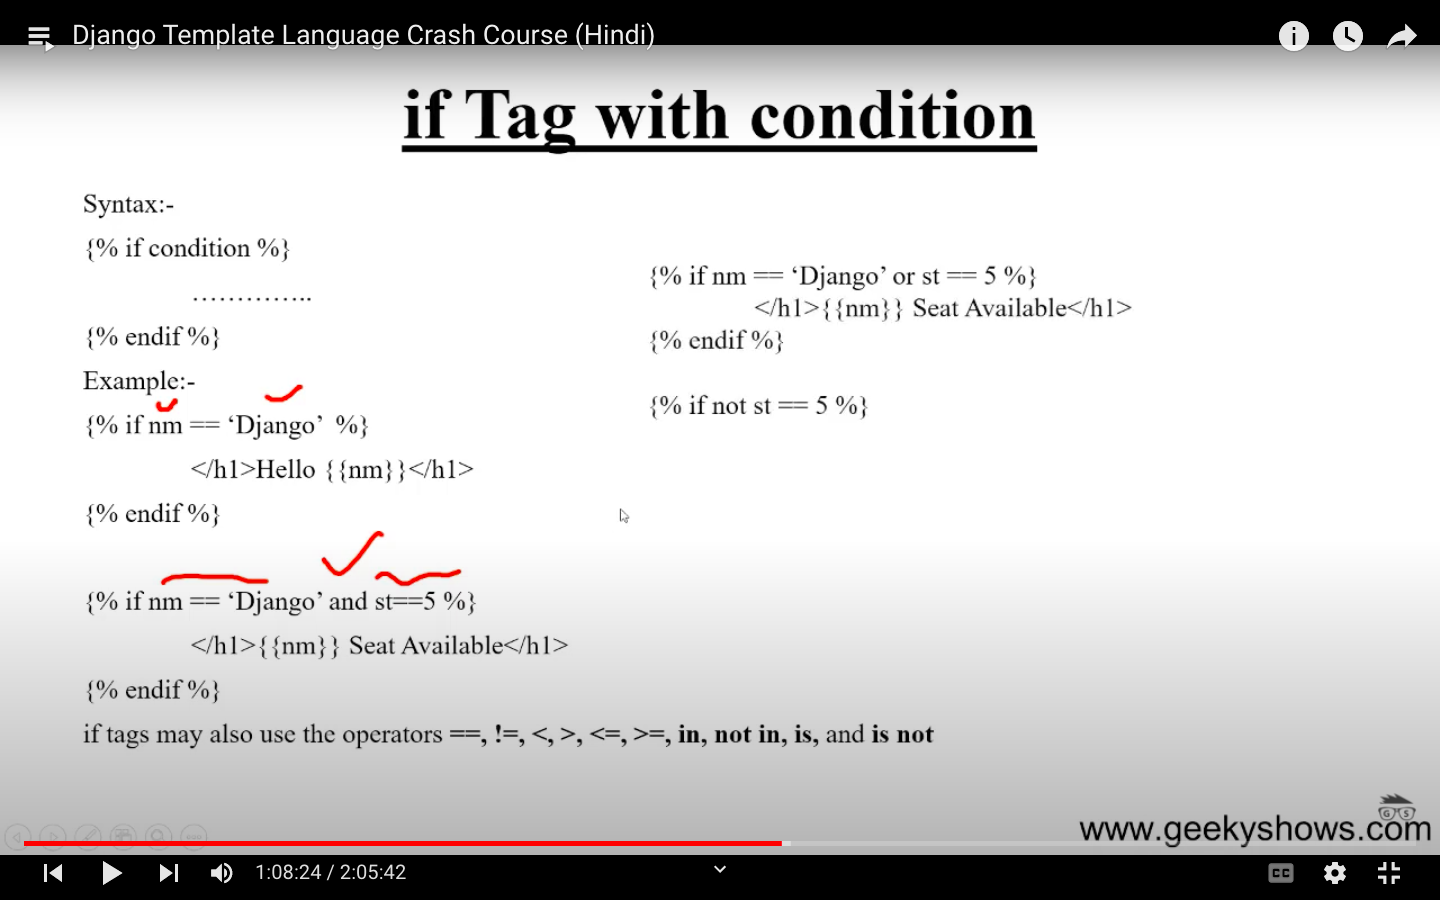 Django Template Language Crash Course (Hindi)
if Tag with condition
Syntax:-
{% if condition %}
…………..
{% endif %}
Example:-
{% if nm == ‘Django’ %}
</h1>Hello {{nm}}</h1>
{% endif %}
{% if nm == ‘Django’ and st==5 %}
</h1>{{nm}} Seat Available</h1>
{% endif %}
if tags may also use the operators ==, !=, <, >, <=, >=, in, not in, is, and is not
{% if nm == ‘Django’ or st == 5 %}
</h1>{{nm}} Seat Available</h1>
{% endif %}
{% if not st == 5 %}
GS
www.geekyshows.com
1:08:24 / 2:05:42
CC